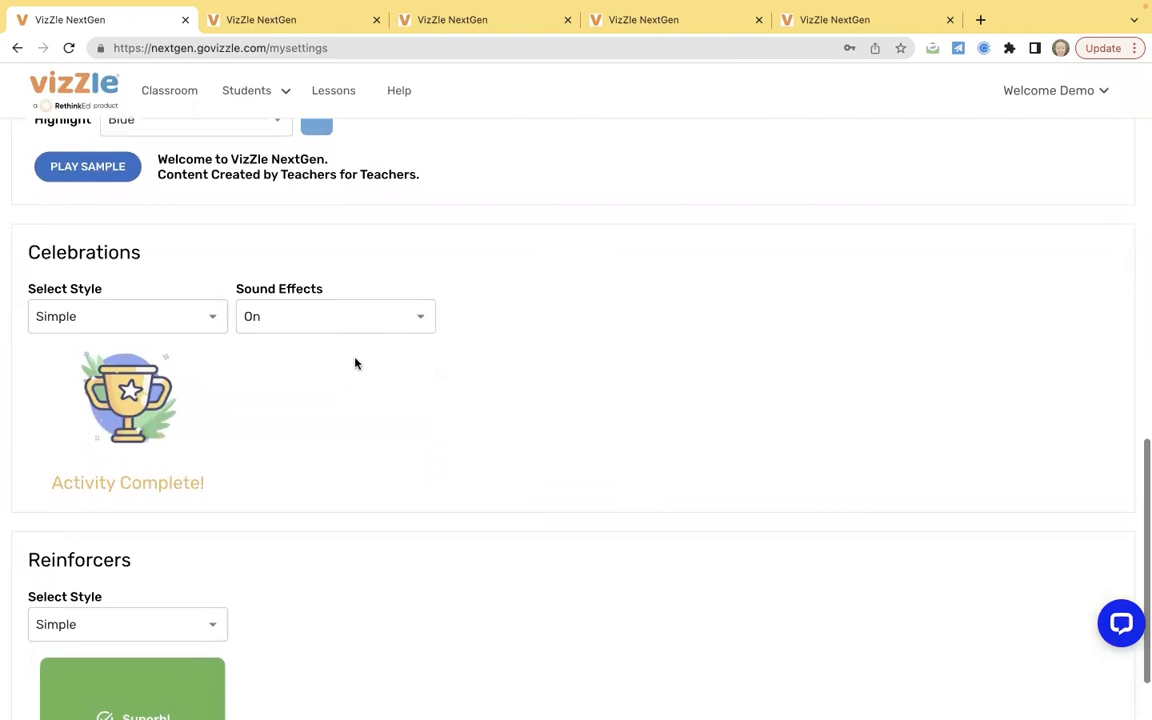 VizZle NextGen
VizZle NextGen
VizZle NextGen
VizZle NextGen
VizZle NextGen
https://nextgen.govizzle.com/mysettings
Update
vizZle
a RethinkEd product
Classroom
Students
Lessons
Help
Welcome Demo
Highlight
Blue
PLAY SAMPLE
Welcome to VizZle NextGen.
Content Created by Teachers for Teachers.
Celebrations
Select Style
Sound Effects
Simple
On
Activity Complete!
Reinforcers
Select Style
Simple
Superb!